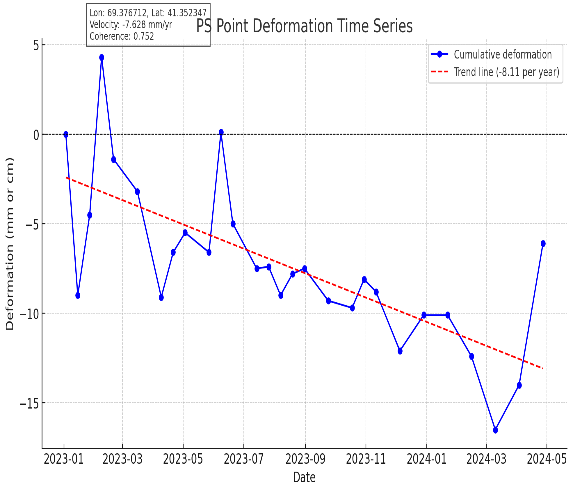 Lon: 69.376712, Lat: 41.352347
Velocity: -7.628 mm/yr
Conerence: 0.752
PS Point Deformation Time Series
Cumulative deformation
Trend line (-8.11 per year)
Deformation (mm or cm)
5
0
−5
−10
−15
2023-01 2023-03 2023-05 2023-07 2023-09 2023-11 2024-01 2024-03 2024-05
Date